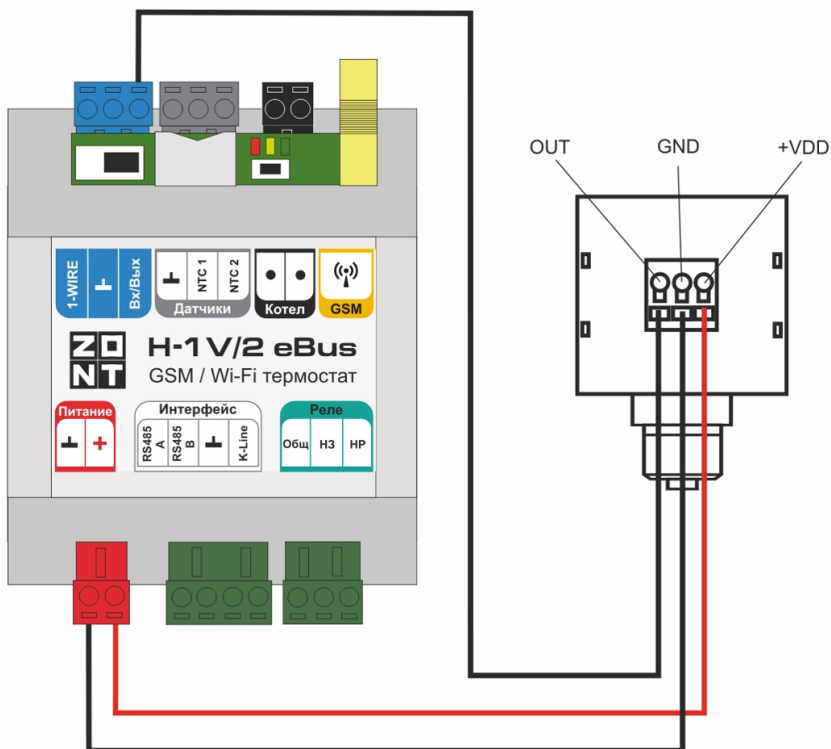 OUT
GND
+VDD
1-WIRE
Вх/Вых
NTC 1
NTC 2
Датчики
Котел
GSM
ZONT
H-1V/2 eBus
GSM / Wi-Fi термостат
Питание
+
Интерфейс
RS485 A
RS485 B
K-Line
Реле
Общ
НЗ
НР